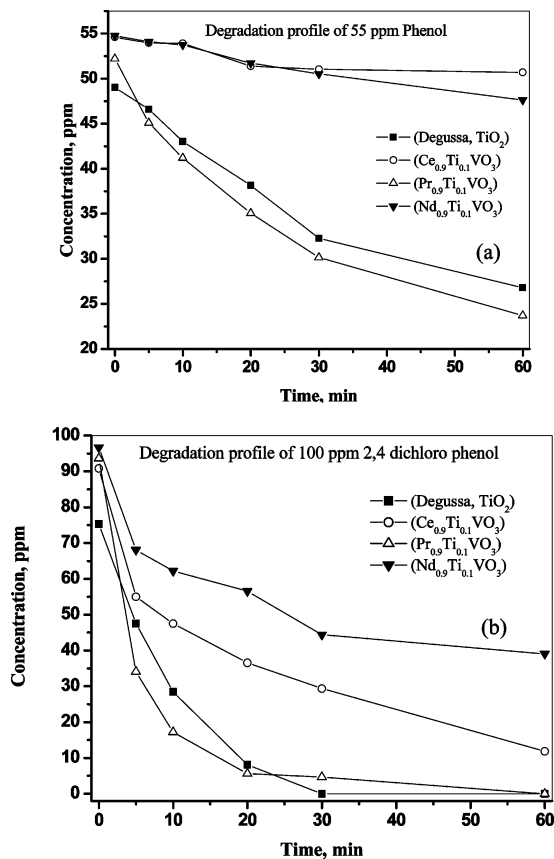 Degradation profile of 55 ppm Phenol
55
50
45
40
35
30
25
20
Concentration, ppm
(Degussa, TiO₂)
(Ce₀.₉Ti₀.₁VO₃)
(Pr₀.₉Ti₀.₁VO₃)
(Nd₀.₉Ti₀.₁VO₃)
(a)
0 10 20 30 40 50 60
Time, min
Degradation profile of 100 ppm 2,4 dichloro phenol
100
90
80
70
60
50
40
30
20
10
0
Concentration, ppm
(Degussa, TiO₂)
(Ce₀.₉Ti₀.₁VO₃)
(Pr₀.₉Ti₀.₁VO₃)
(Nd₀.₉Ti₀.₁VO₃)
(b)
0 10 20 30 40 50 60
Time, min